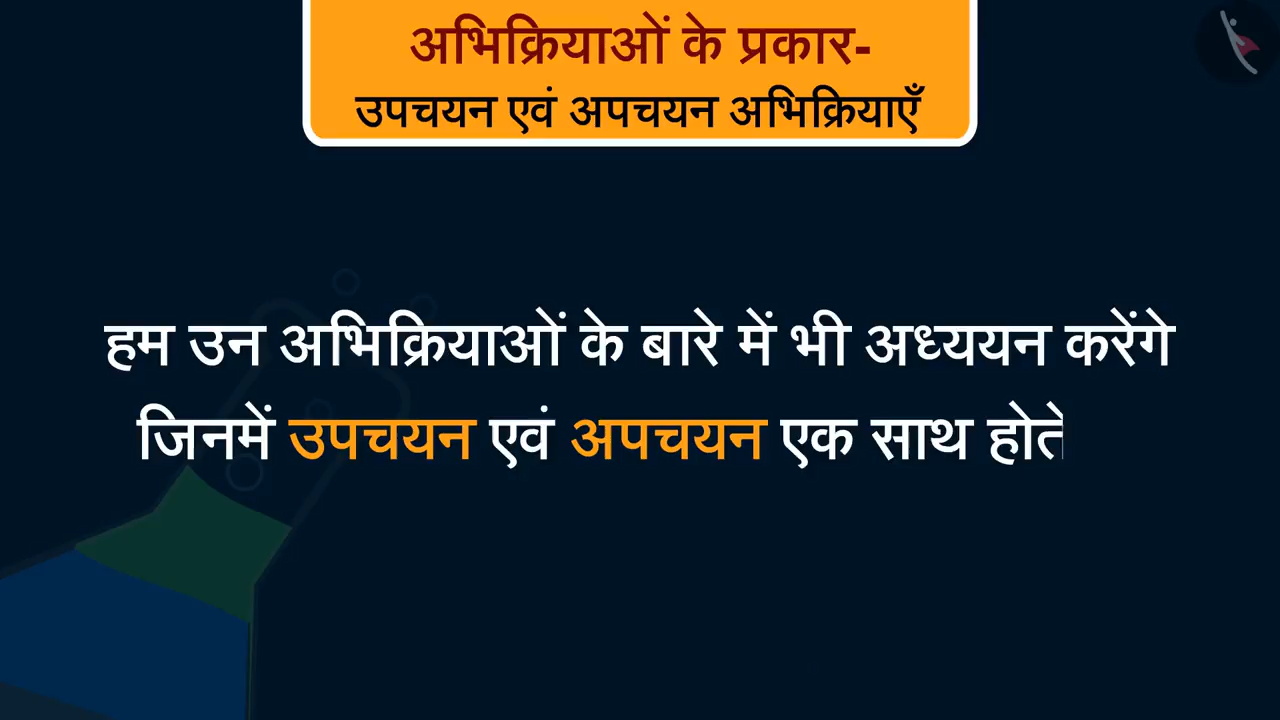 अभिक्रियाओं के प्रकार-
उपचयन एवं अपचयन अभिक्रियाएँ
हम उन अभिक्रियाओं के बारे में भी अध्ययन करेंगे
जिनमें उपचयन एवं अपचयन एक साथ होते